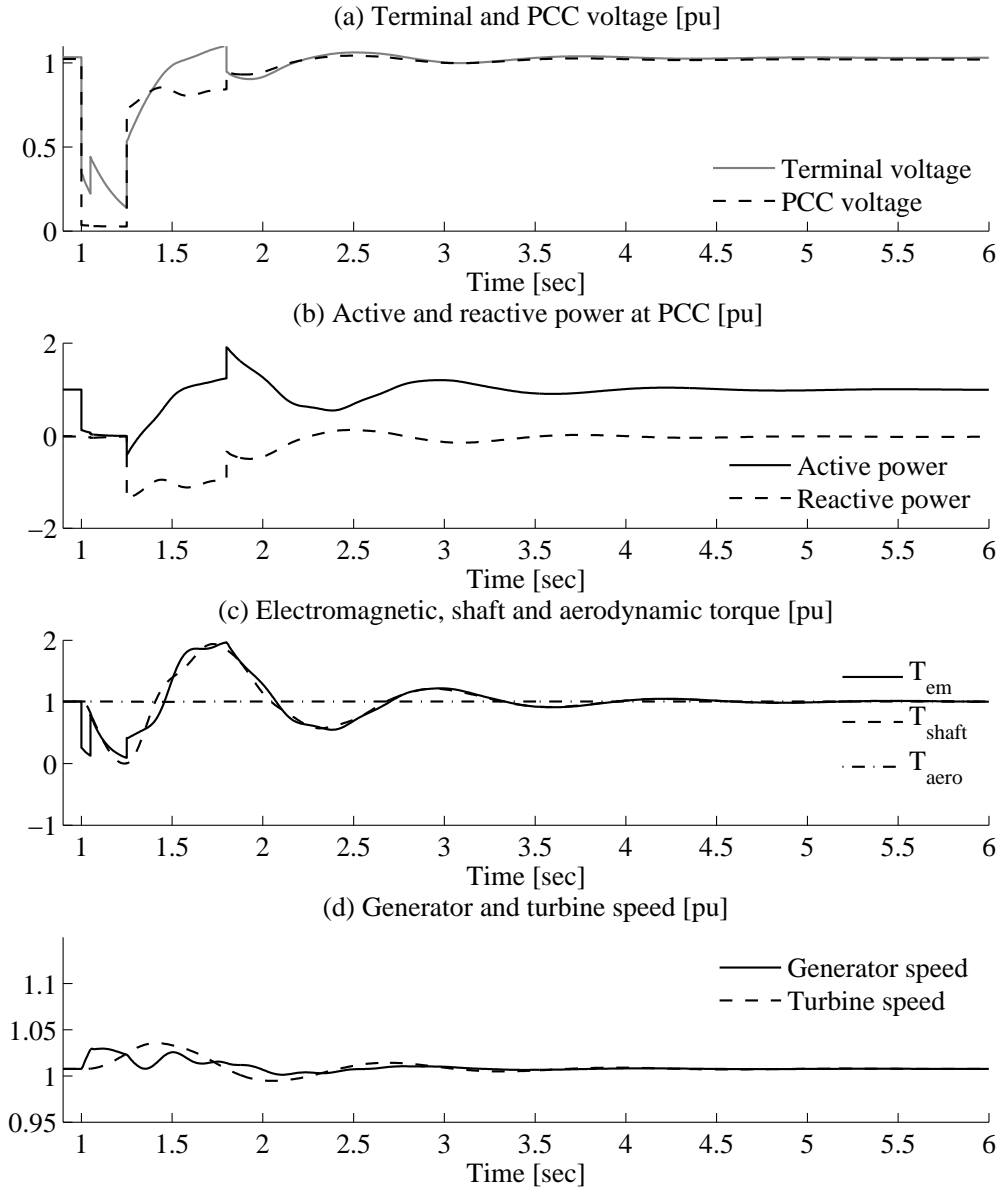 (a) Terminal and PCC voltage [pu]
1
0.5
0
Terminal voltage
PCC voltage
1 1.5 2 2.5 3 3.5 4 4.5 5 5.5 6
Time [sec]
(b) Active and reactive power at PCC [pu]
2
0
−2
Active power
Reactive power
1 1.5 2 2.5 3 3.5 4 4.5 5 5.5 6
Time [sec]
(c) Electromagnetic, shaft and aerodynamic torque [pu]
2
1
0
−1
T_em
T_shaft
T_aero
1 1.5 2 2.5 3 3.5 4 4.5 5 5.5 6
Time [sec]
(d) Generator and turbine speed [pu]
1.1
1.05
1
0.95
Generator speed
Turbine speed
1 1.5 2 2.5 3 3.5 4 4.5 5 5.5 6
Time [sec]